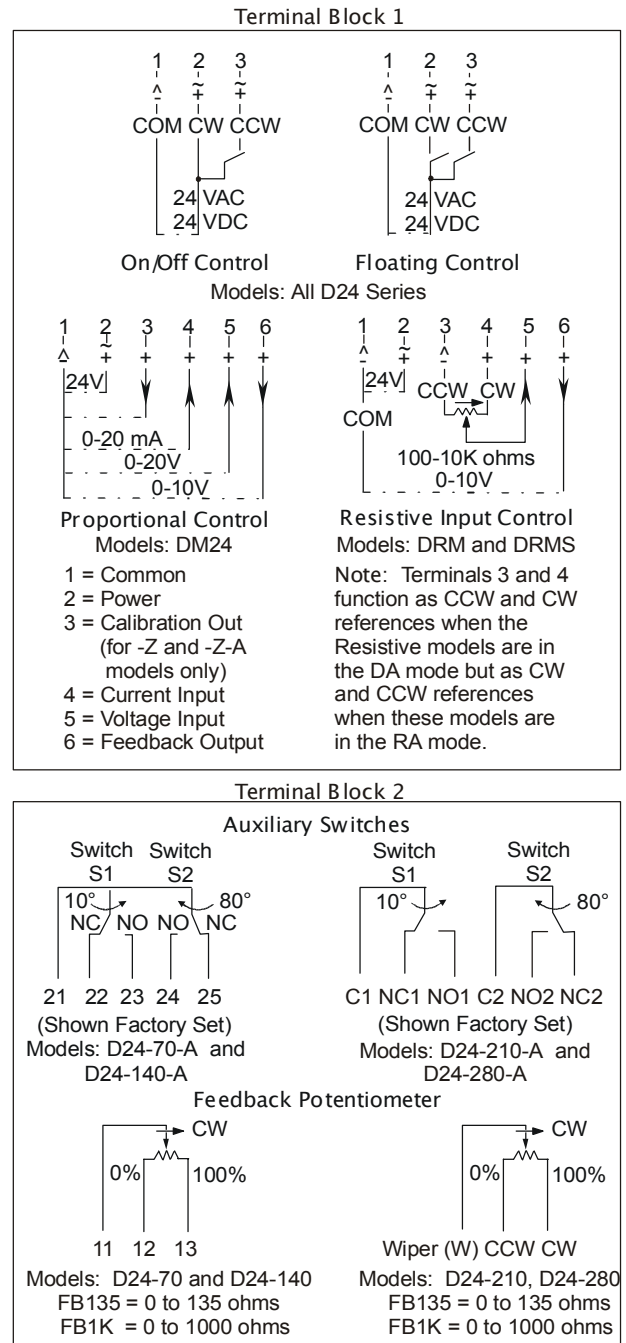 Terminal Block 1
1 2 3 1 2 3
~ ~ ~ ~
- + + - + +
COM CW CCW COM CW CCW
24 VAC 24 VAC
24 VDC 24 VDC
On/Off Control Floating Control
Models: All D24 Series
1 2 3 4 5 6 1 2 3 4 5 6
~ ~
- + + + + + - + - + + +
24V 24V CCW CW
COM
0-20 mA
0-20V 100-10K ohms
0-10V 0-10V
Proportional Control
Models: DM24
1 = Common
2 = Power
3 = Calibration Out
(for -Z and -Z-A
models only)
4 = Current Input
5 = Voltage Input
6 = Feedback Output
Resistive Input Control
Models: DRM and DRMS
Note: Terminals 3 and 4
function as CCW and CW
references when the
Resistive models are in
the DA mode but as CW
and CCW references
when these models are
in the RA mode.
Terminal Block 2
Auxiliary Switches
Switch Switch Switch Switch
S1 S2 S1 S2
10° 80° 10° 80°
NC NO NO NC
21 22 23 24 25 C1 NC1 NO1 C2 NO2 NC2
(Shown Factory Set) (Shown Factory Set)
Models: D24-70-A and Models: D24-210-A and
D24-140-A D24-280-A
Feedback Potentiometer
CW CW
0% 100% 0% 100%
11 12 13 Wiper (W) CCW CW
Models: D24-70 and D24-140 Models: D24-210, D24-280
FB135 = 0 to 135 ohms FB135 = 0 to 135 ohms
FB1K = 0 to 1000 ohms FB1K = 0 to 1000 ohms